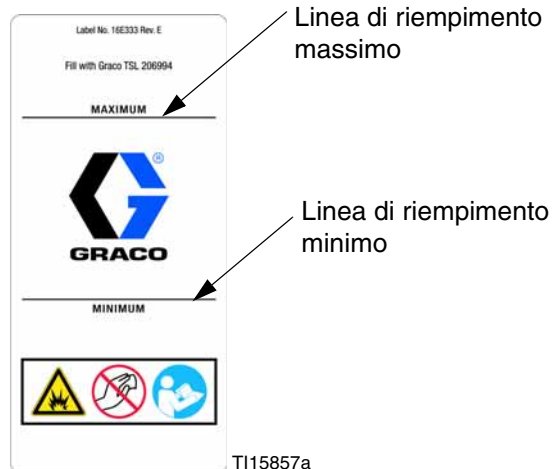 Label No. 16E333 Rev. E
Fill with Graco TSL 206994
MAXIMUM
Linea di riempimento
massimo
®
GRACO
Linea di riempimento
minimo
MINIMUM
TI15857a